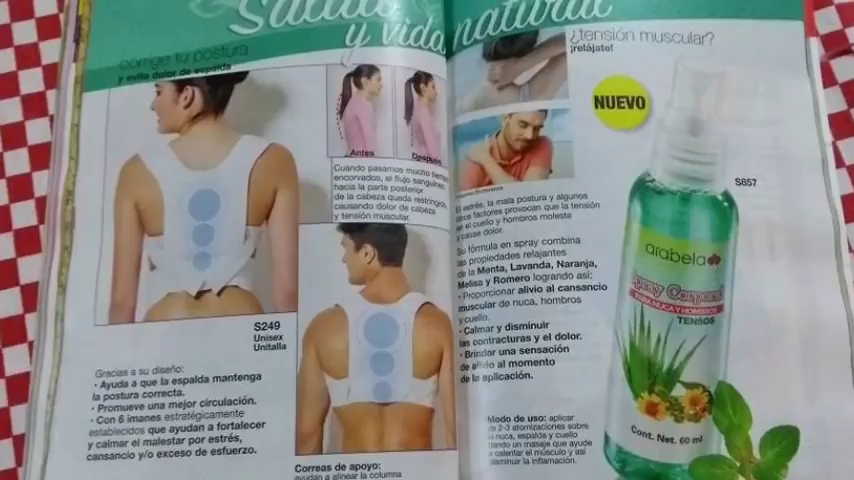 Salud
y vida natural
corrige tu postura
y evita dolor de espalda
Antes
Después
Cuando pasamos mucho tiempo
encorvados, el flujo sanguíneo
hacia la parte posterior
de la cabeza queda restringido,
causando dolor de cabeza
y tensión muscular.
S249
Unisex
Unitalla
Gracias a su diseño:
• Ayuda a que la espalda mantenga
la postura correcta.
• Promueve una mejor circulación.
• Con 6 imanes estratégicamente
establecidos que ayudan a fortalecer
y calmar el malestar por estrés,
cansancio y/o exceso de esfuerzo.
Correas de apoyo:
ayudan a alinear la columna
¿tensión muscular?
¡relájate!
NUEVO
S857
El estrés, la mala postura y algunos
otros factores provocan que la tensión
en el cuello y hombros moleste
y cause dolor.
Su fórmula en spray combina
las propiedades relajantes
de la Menta, Lavanda, Naranja,
Melisa y Romero logrando así:
• Proporcionar alivio al cansancio
muscular de nuca, hombros
y cuello.
• Calmar y disminuir
las contracturas y el dolor.
• Brindar una sensación
de alivio al momento
de la aplicación.
Modo de uso: aplicar
de 2-3 atomizaciones sobre
la nuca, espalda y cuello
dando un masaje que ayude
a calentar el músculo y así
disminuir la inflamación.
arabela
Spray Corporal
PARA NUCA Y HOMBROS
TENSOS
Cont. Net. 60 ml